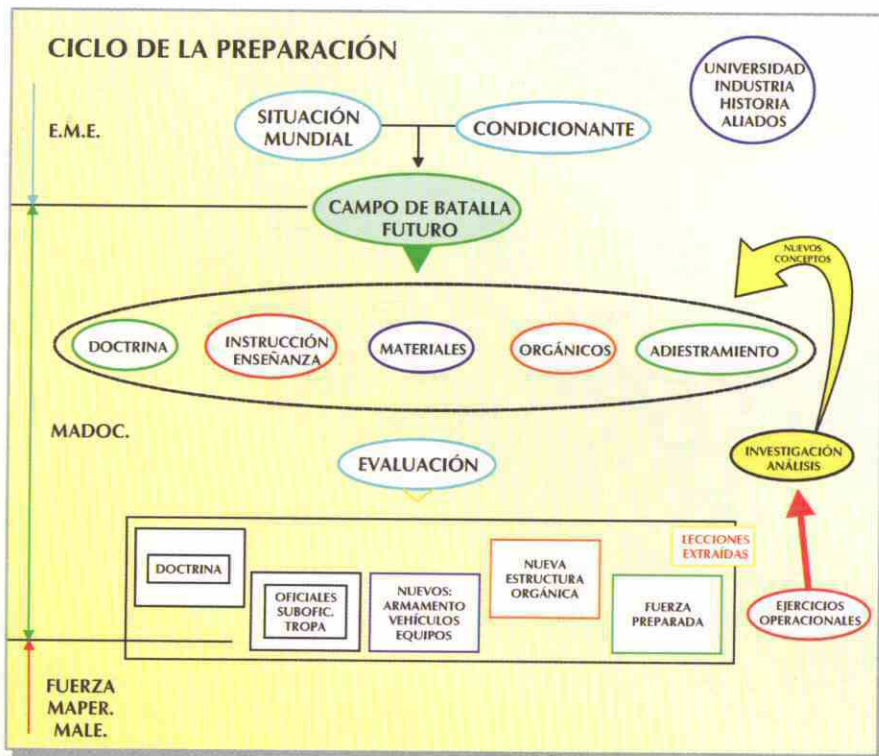 CICLO DE LA PREPARACIÓN
UNIVERSIDAD
INDUSTRIA
HISTORIA
ALIADOS
E.M.E.
SITUACIÓN
MUNDIAL
CONDICIONANTE
CAMPO DE BATALLA
FUTURO
NUEVOS
CONCEPTOS
DOCTRINA
INSTRUCCIÓN
ENSEÑANZA
MATERIALES
ORGÁNICOS
ADIESTRAMIENTO
MADOC.
EVALUACIÓN
INVESTIGACIÓN
ANÁLISIS
DOCTRINA
OFICIALES
SUBOFIC.
TROPA
NUEVOS:
ARMAMENTO
VEHÍCULOS
EQUIPOS
NUEVA
ESTRUCTURA
ORGÁNICA
LECCIONES
EXTRAÍDAS
FUERZA
PREPARADA
EJERCICIOS
OPERACIONALES
FUERZA
MAPER.
MALE.